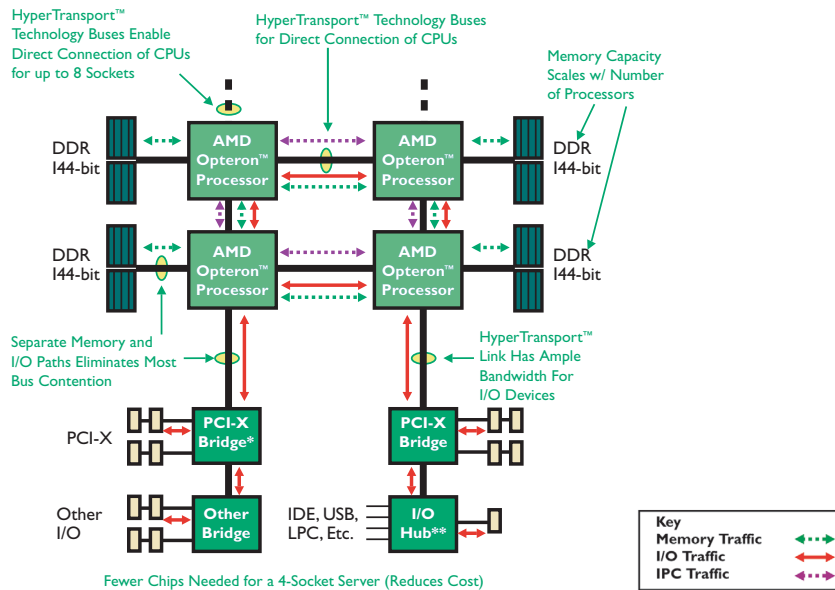 HyperTransport™
Technology Buses Enable
Direct Connection of CPUs
for up to 8 Sockets
HyperTransport™ Technology Buses
for Direct Connection of CPUs
Memory Capacity
Scales w/ Number
of Processors
DDR
144-bit
AMD
Opteron™
Processor
AMD
Opteron™
Processor
DDR
144-bit
DDR
144-bit
AMD
Opteron™
Processor
AMD
Opteron™
Processor
DDR
144-bit
Separate Memory and
I/O Paths Eliminates Most
Bus Contention
HyperTransport™
Link Has Ample
Bandwidth For
I/O Devices
PCI-X
PCI-X
Bridge*
PCI-X
Bridge
Other
I/O
Other
Bridge
IDE, USB,
LPC, Etc.
I/O
Hub**
Fewer Chips Needed for a 4-Socket Server (Reduces Cost)
Key
Memory Traffic
I/O Traffic
IPC Traffic